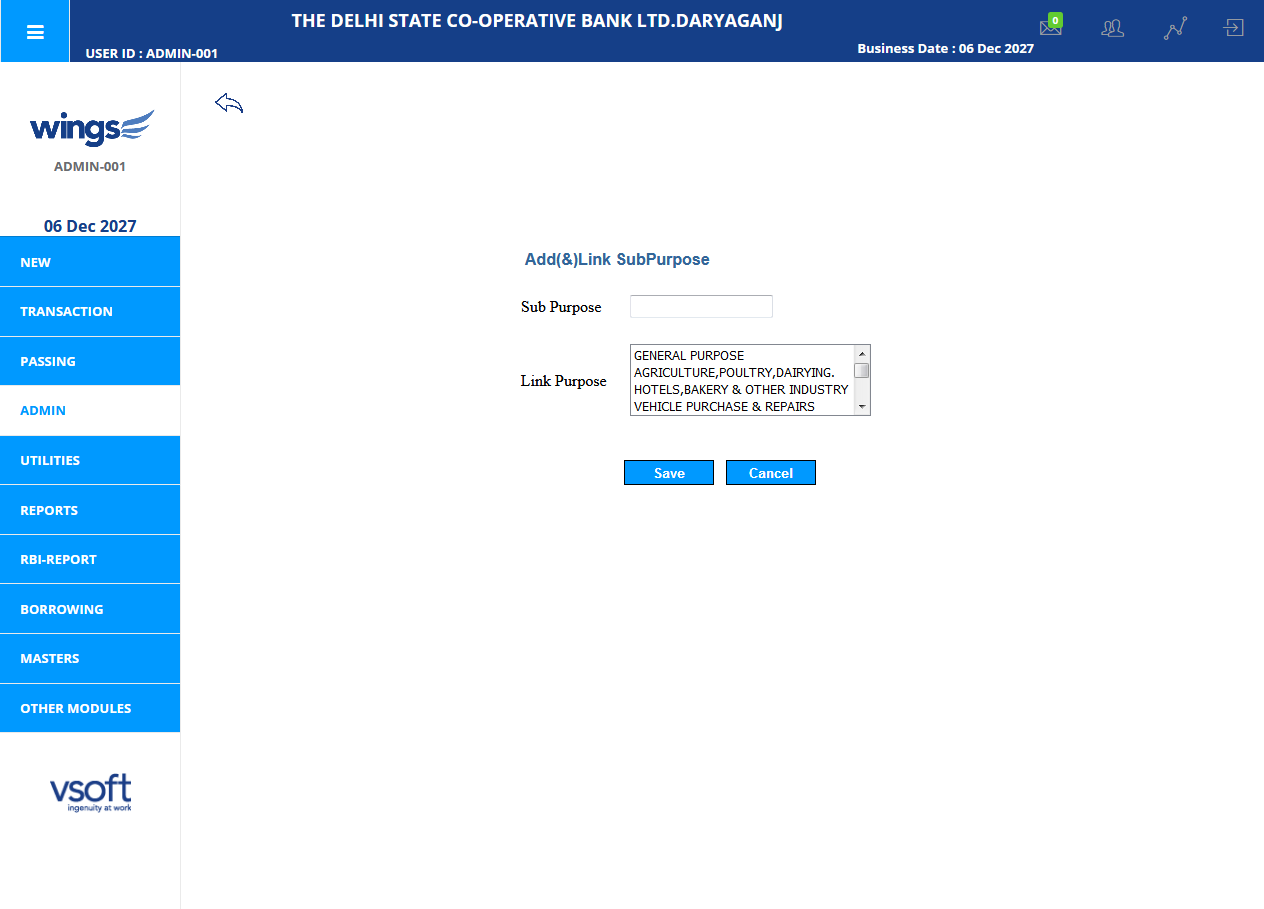 THE DELHI STATE CO-OPERATIVE BANK LTD.DARYAGANJ
0
USER ID : ADMIN-001
Business Date : 06 Dec 2027
wings
ADMIN-001
06 Dec 2027
NEW
TRANSACTION
PASSING
ADMIN
UTILITIES
REPORTS
RBI-REPORT
BORROWING
MASTERS
OTHER MODULES
vsoft
ingenuity at work
Add(&)Link SubPurpose
Sub Purpose
Link Purpose
GENERAL PURPOSE
AGRICULTURE,POULTRY,DAIRYING.
HOTELS,BAKERY & OTHER INDUSTRY
VEHICLE PURCHASE & REPAIRS
Save Cancel